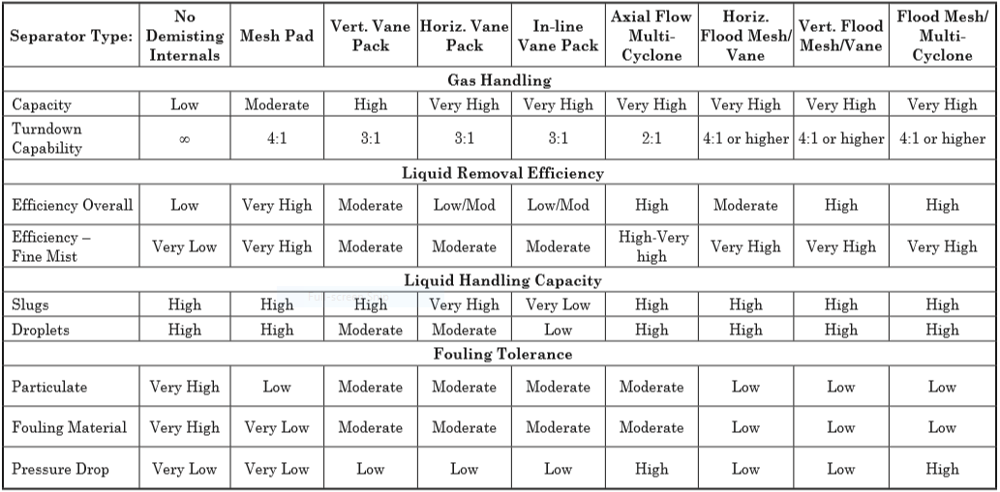 Separator Type: No Demisting Internals Mesh Pad Vert. Vane Pack Horiz. Vane Pack In-line Vane Pack Axial Flow Multi-Cyclone Horiz. Flood Mesh/Vane Vert. Flood Mesh/Vane Flood Mesh/Multi-Cyclone
Gas Handling
Capacity Low Moderate High Very High Very High Very High Very High Very High Very High
Turndown Capability ∞ 4:1 3:1 3:1 3:1 2:1 4:1 or higher 4:1 or higher 4:1 or higher
Liquid Removal Efficiency
Efficiency Overall Low Very High Moderate Low/Mod Low/Mod High Moderate High High
Efficiency – Fine Mist Very Low Very High Moderate Moderate Moderate High-Very high Very High Very High Very High
Liquid Handling Capacity
Slugs High High High Very High Very Low High High High High
Droplets High High Moderate Moderate Low High High High High
Fouling Tolerance
Particulate Very High Low Moderate Moderate Moderate Moderate Low Low Low
Fouling Material Very High Very Low Moderate Moderate Moderate Moderate Low Low Low
Pressure Drop Very Low Very Low Low Low Low High Low Low High